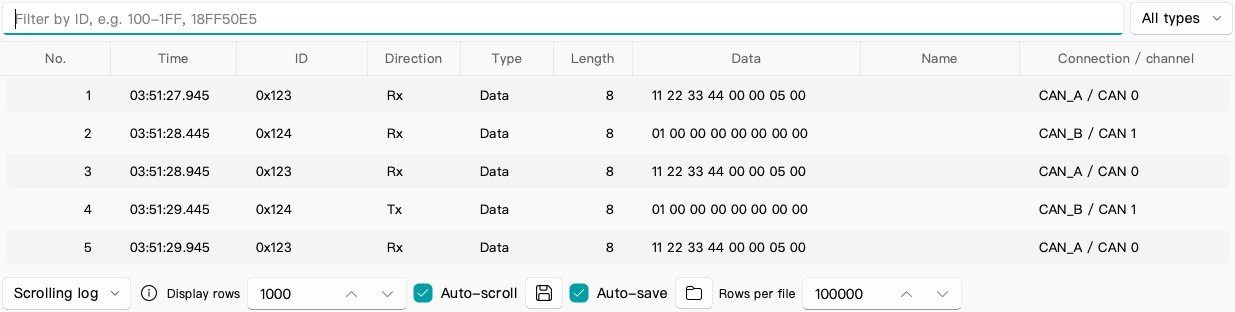 Filter by ID, e.g. 100-1FF, 18FF50E5 All types
No. Time ID Direction Type Length Data Name Connection / channel
1 03:51:27.945 0x123 Rx Data 8 11 22 33 44 00 00 05 00 CAN_A / CAN 0
2 03:51:28.445 0x124 Rx Data 8 01 00 00 00 00 00 00 00 CAN_B / CAN 1
3 03:51:28.945 0x123 Rx Data 8 11 22 33 44 00 00 05 00 CAN_A / CAN 0
4 03:51:29.445 0x124 Tx Data 8 01 00 00 00 00 00 00 00 CAN_B / CAN 1
5 03:51:29.945 0x123 Rx Data 8 11 22 33 44 00 00 05 00 CAN_A / CAN 0
Scrolling log Display rows 1000 Auto-scroll Auto-save Rows per file 100000